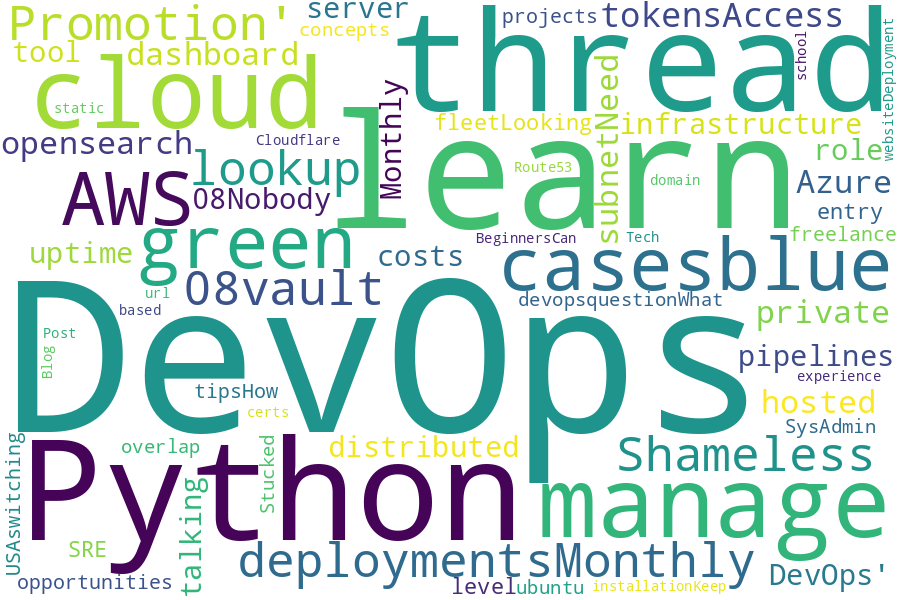 Promotion'
server
projects
tokensAccess
concepts
thread
school
websiteDeployment
tool
dashboard
cloud
static
Monthly
fleetLooking
subnetNeed
infrastructure
opensearch
Cloudflare
learn
role
lookup
Route53
domain
Azure
AWS
08Nobody
entry
green
BeginnersCan
Tech
freelance
uptime
costs
casesblue
08vault
url
based
devopsquestionWhat
private
DevOps
Post
Blog
pipelines
experience
tipsHow
hosted
certs
SysAdmin
USAswitching
Python
overlap
Stucked
distributed
Shameless
manage
talking
SRE
deploymentsMonthly
DevOps'
opportunities
level
ubuntu
installationKeep